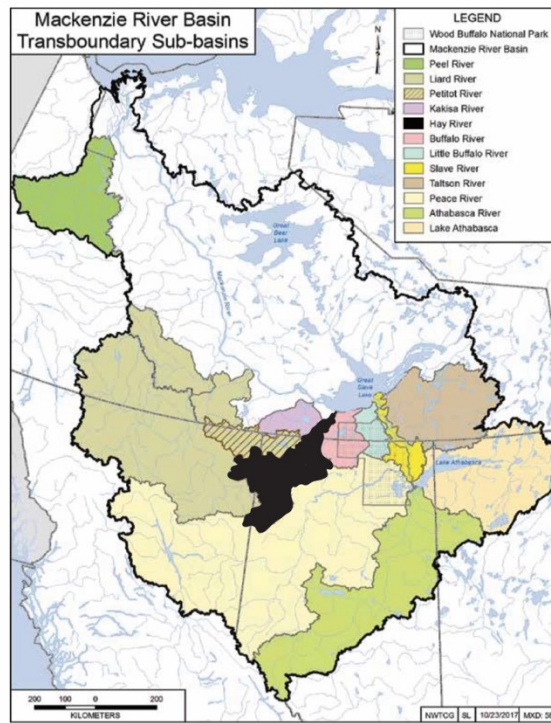 Mackenzie River Basin
Transboundary Sub-basins
N
LEGEND
Wood Buffalo National Park
Mackenzie River Basin
Peel River
Liard River
Petitot River
Kakisa River
Hay River
Buffalo River
Little Buffalo River
Slave River
Taltson River
Peace River
Athabasca River
Lake Athabasca
Great
Bear
Lake
Mackenzie River
Great
Slave
Lake
Lake Athabasca
200 100 0 200
KILOMETERS
NWTCG SL 10/23/2017